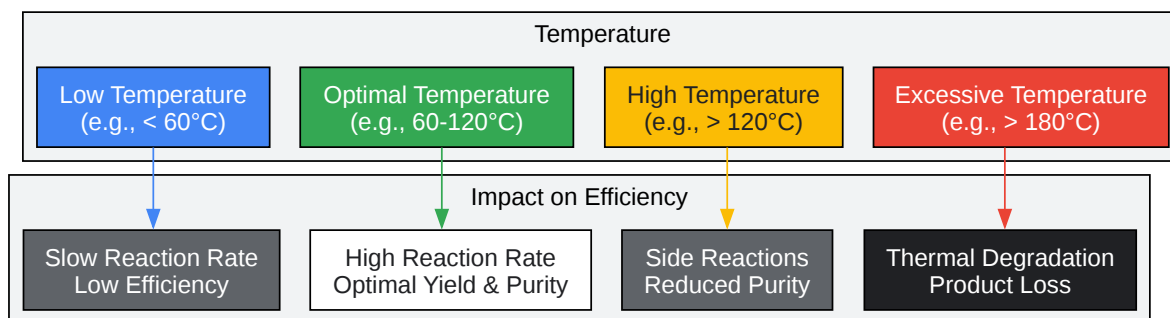 Temperature
Low Temperature
(e.g., < 60°C)
Optimal Temperature
(e.g., 60-120°C)
High Temperature
(e.g., > 120°C)
Excessive Temperature
(e.g., > 180°C)
Impact on Efficiency
Slow Reaction Rate
Low Efficiency
High Reaction Rate
Optimal Yield & Purity
Side Reactions
Reduced Purity
Thermal Degradation
Product Loss